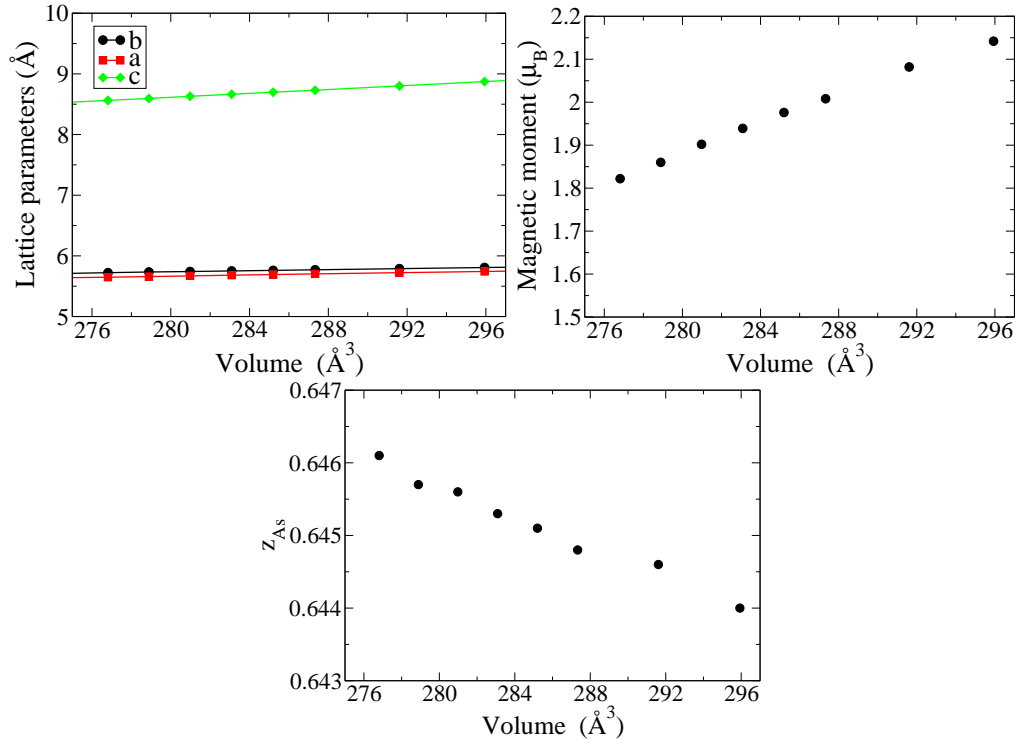 Lattice parameters (Å)
9
8
7
6
5
b
a
c
276 280 284 288 292 296
Volume (Å³)
Magnetic moment (μ_B)
2.2
2.1
2
1.9
1.8
1.7
1.6
1.5
276 280 284 288 292 296
Volume (Å³)
z_As
0.647
0.646
0.645
0.644
0.643
276 280 284 288 292 296
Volume (Å³)